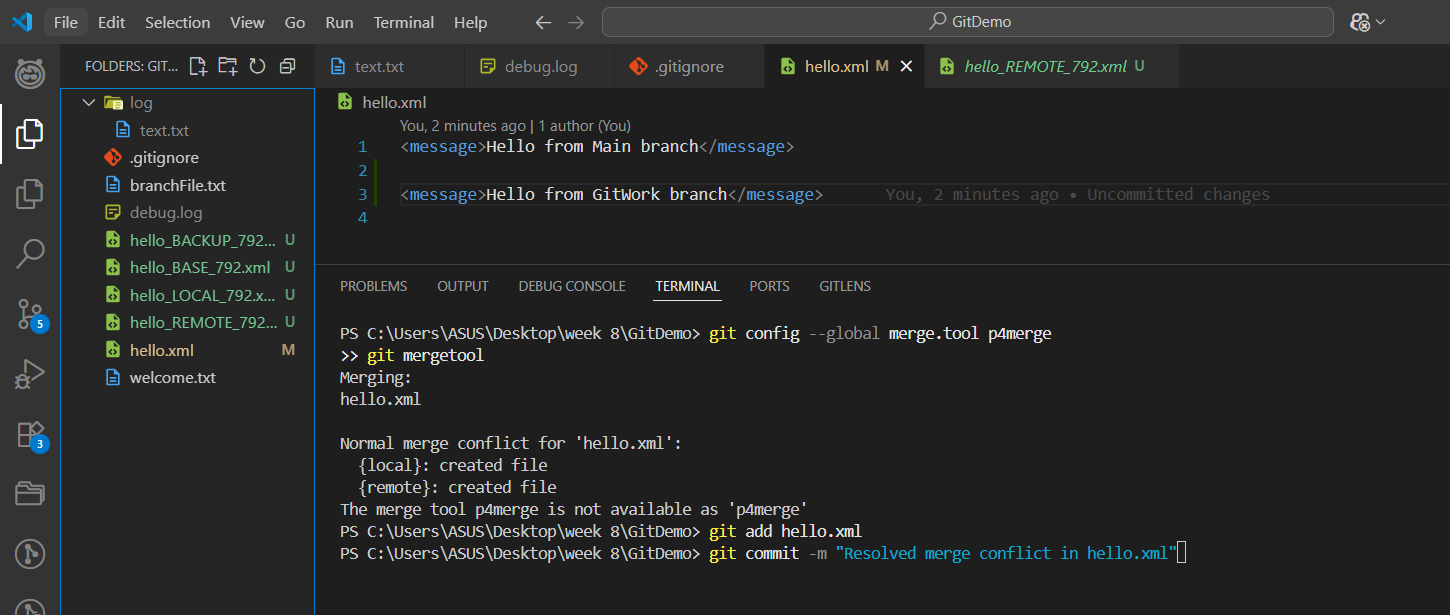 File Edit Selection View Go Run Terminal Help GitDemo
FOLDERS: GIT...
text.txt
debug.log
.gitignore
hello.xml M
hello_REMOTE_792.xml U
log
text.txt
.gitignore
branchFile.txt
debug.log
hello_BACKUP_792... U
hello_BASE_792.xml U
hello_LOCAL_792.x... U
hello_REMOTE_792... U
hello.xml M
welcome.txt
5
3
hello.xml
You, 2 minutes ago | 1 author (You)
1 <message>Hello from Main branch</message>
2
3 <message>Hello from GitWork branch</message> You, 2 minutes ago • Uncommitted changes
4
PROBLEMS OUTPUT DEBUG CONSOLE TERMINAL PORTS GITLENS
PS C:\Users\ASUS\Desktop\week 8\GitDemo> git config --global merge.tool p4merge
>> git mergetool
Merging:
hello.xml
Normal merge conflict for 'hello.xml':
{local}: created file
{remote}: created file
The merge tool p4merge is not available as 'p4merge'
PS C:\Users\ASUS\Desktop\week 8\GitDemo> git add hello.xml
PS C:\Users\ASUS\Desktop\week 8\GitDemo> git commit -m "Resolved merge conflict in hello.xml"